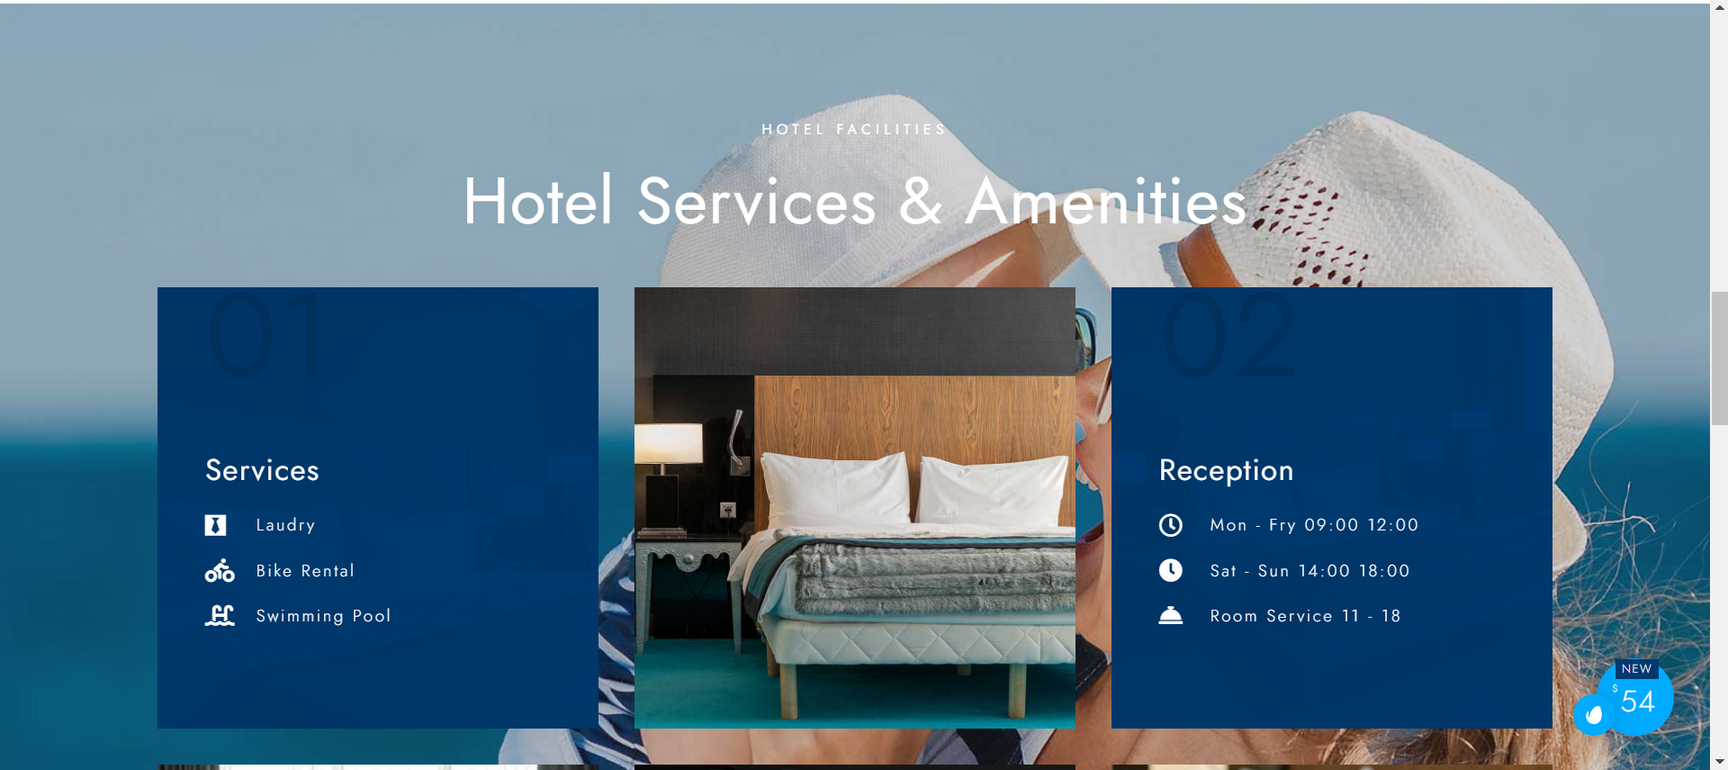 HOTEL FACILITIES
Hotel Services & Amenities
01
Services
Laudry
Bike Rental
Swimming Pool
02
Reception
Mon - Fry 09:00 12:00
Sat - Sun 14:00 18:00
Room Service 11 - 18
NEW
$54